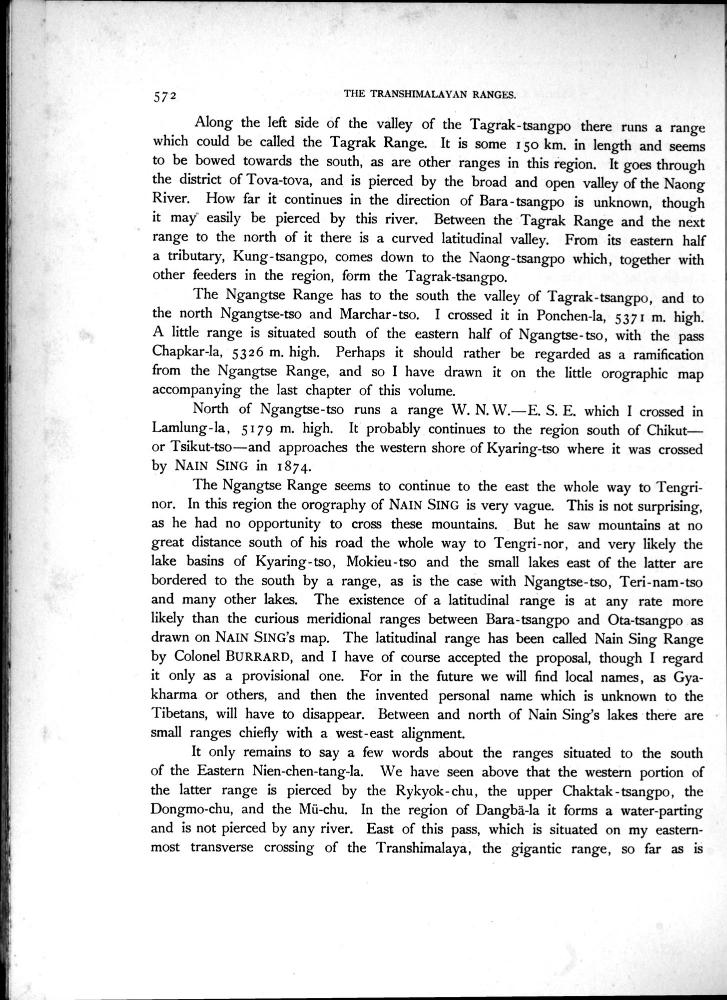 572
THE TRANSHIMALAYAN RANGES.
Along the left side of the valley of the Tagrak-tsangpo there runs a range
which could be called the Tagrak Range. It is some 150 km. in length and seems
to be bowed towards the south, as are other ranges in this region. It goes through
the district of Tova-tova, and is pierced by the broad and open valley of the Naong
River. How far it continues in the direction of Bara-tsangpo is unknown, though
it may easily be pierced by this river. Between the Tagrak Range and the next
range to the north of it there is a curved latitudinal valley. From its eastern half
a tributary, Kung-tsangpo, comes down to the Naong-tsangpo which, together with
other feeders in the region, form the Tagrak-tsangpo.
The Ngangtse Range has to the south the valley of Tagrak-tsangpo, and to
the north Ngangtse-tso and Marchar-tso. I crossed it in Ponchen-la, 5371 m. high.
A little range is situated south of the eastern half of Ngangtse-tso, with the pass
Chapkar-la, 5326 m. high. Perhaps it should rather be regarded as a ramification
from the Ngangtse Range, and so I have drawn it on the little orographic map
accompanying the last chapter of this volume.
North of Ngangtse-tso runs a range W. N. W.—E. S. E. which I crossed in
Lamlung-la, 5179 m. high. It probably continues to the region south of Chikut—
or Tsikut-tso—and approaches the western shore of Kyaring-tso where it was crossed
by NAIN SING in 1874.
The Ngangtse Range seems to continue to the east the whole way to Tengri-
nor. In this region the orography of NAIN SING is very vague. This is not surprising,
as he had no opportunity to cross these mountains. But he saw mountains at no
great distance south of his road the whole way to Tengri-nor, and very likely the
lake basins of Kyaring-tso, Mokieu-tso and the small lakes east of the latter are
bordered to the south by a range, as is the case with Ngangtse-tso, Teri-nam-tso
and many other lakes. The existence of a latitudinal range is at any rate more
likely than the curious meridional ranges between Bara-tsangpo and Ota-tsangpo as
drawn on NAIN SING's map. The latitudinal range has been called Nain Sing Range
by Colonel BURRARD, and I have of course accepted the proposal, though I regard
it only as a provisional one. For in the future we will find local names, as Gya-
kharma or others, and then the invented personal name which is unknown to the
Tibetans, will have to disappear. Between and north of Nain Sing's lakes there are
small ranges chiefly with a west-east alignment.
It only remains to say a few words about the ranges situated to the south
of the Eastern Nien-chen-tang-la. We have seen above that the western portion of
the latter range is pierced by the Rykyok-chu, the upper Chaktak-tsangpo, the
Dongmo-chu, and the Mü-chu. In the region of Dangbä-la it forms a water-parting
and is not pierced by any river. East of this pass, which is situated on my eastern-
most transverse crossing of the Transhimalaya, the gigantic range, so far as is